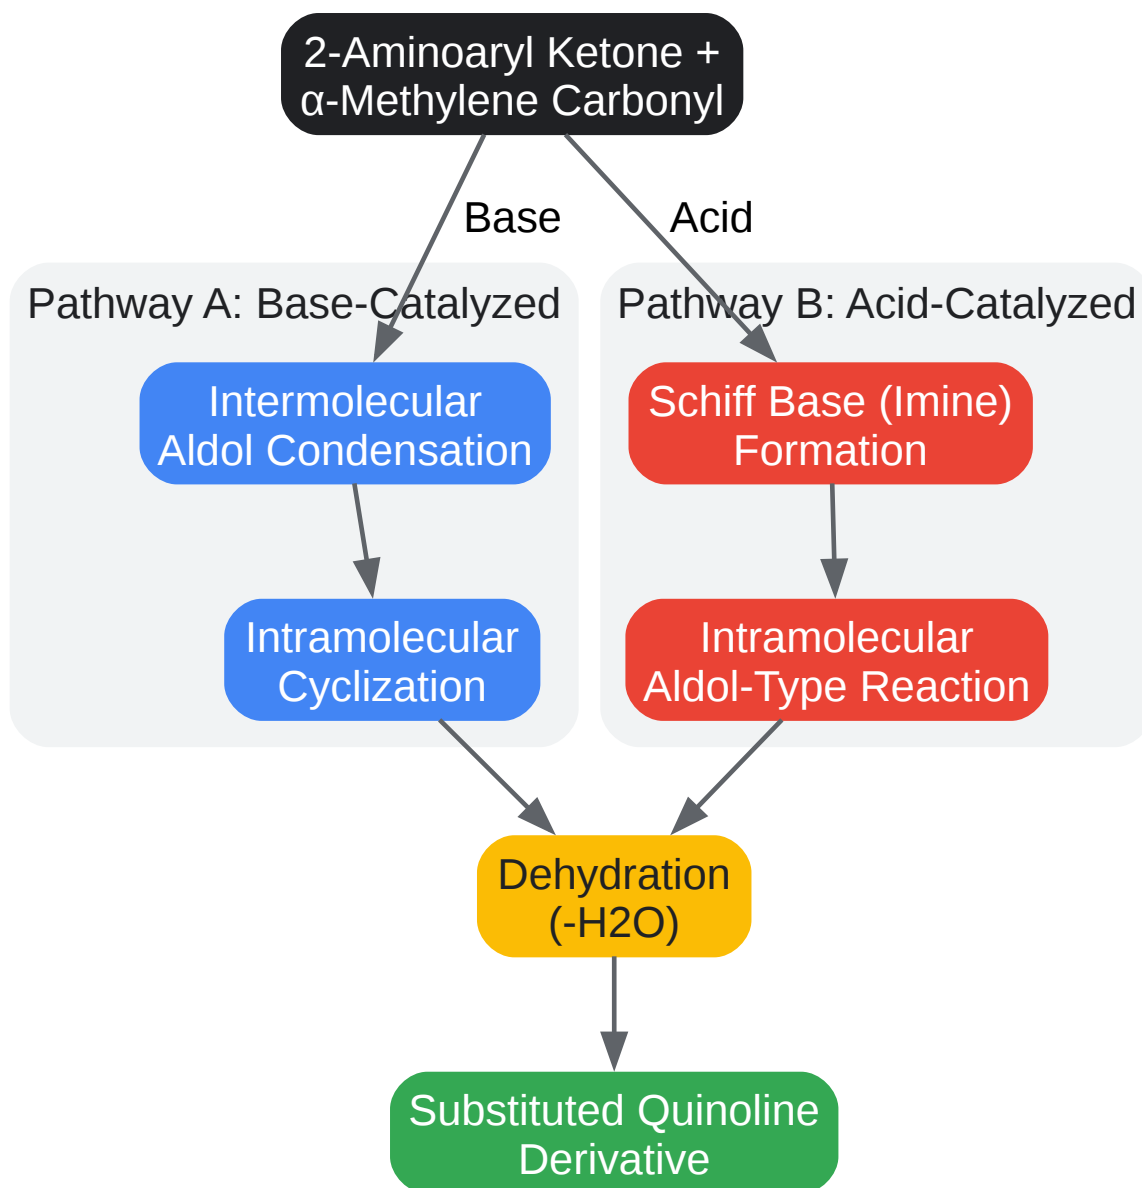 2-Aminoaryl Ketone +
α-Methylene Carbonyl
Base
Acid
Pathway A: Base-Catalyzed
Pathway B: Acid-Catalyzed
Intermolecular
Aldol Condensation
Schiff Base (Imine)
Formation
Intramolecular
Cyclization
Intramolecular
Aldol-Type Reaction
Dehydration
(-H2O)
Substituted Quinoline
Derivative